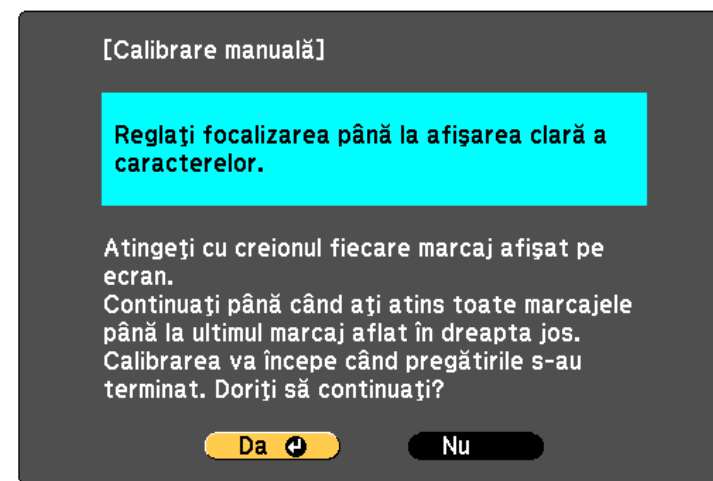 [Calibrare manuală]
Reglaţi focalizarea până la afişarea clară a
caracterelor.
Atingeţi cu creionul fiecare marcaj afişat pe
ecran.
Continuaţi până când aţi atins toate marcajele
până la ultimul marcaj aflat în dreapta jos.
Calibrarea va începe când pregătirile s-au
terminat. Doriţi să continuaţi?
Da Nu